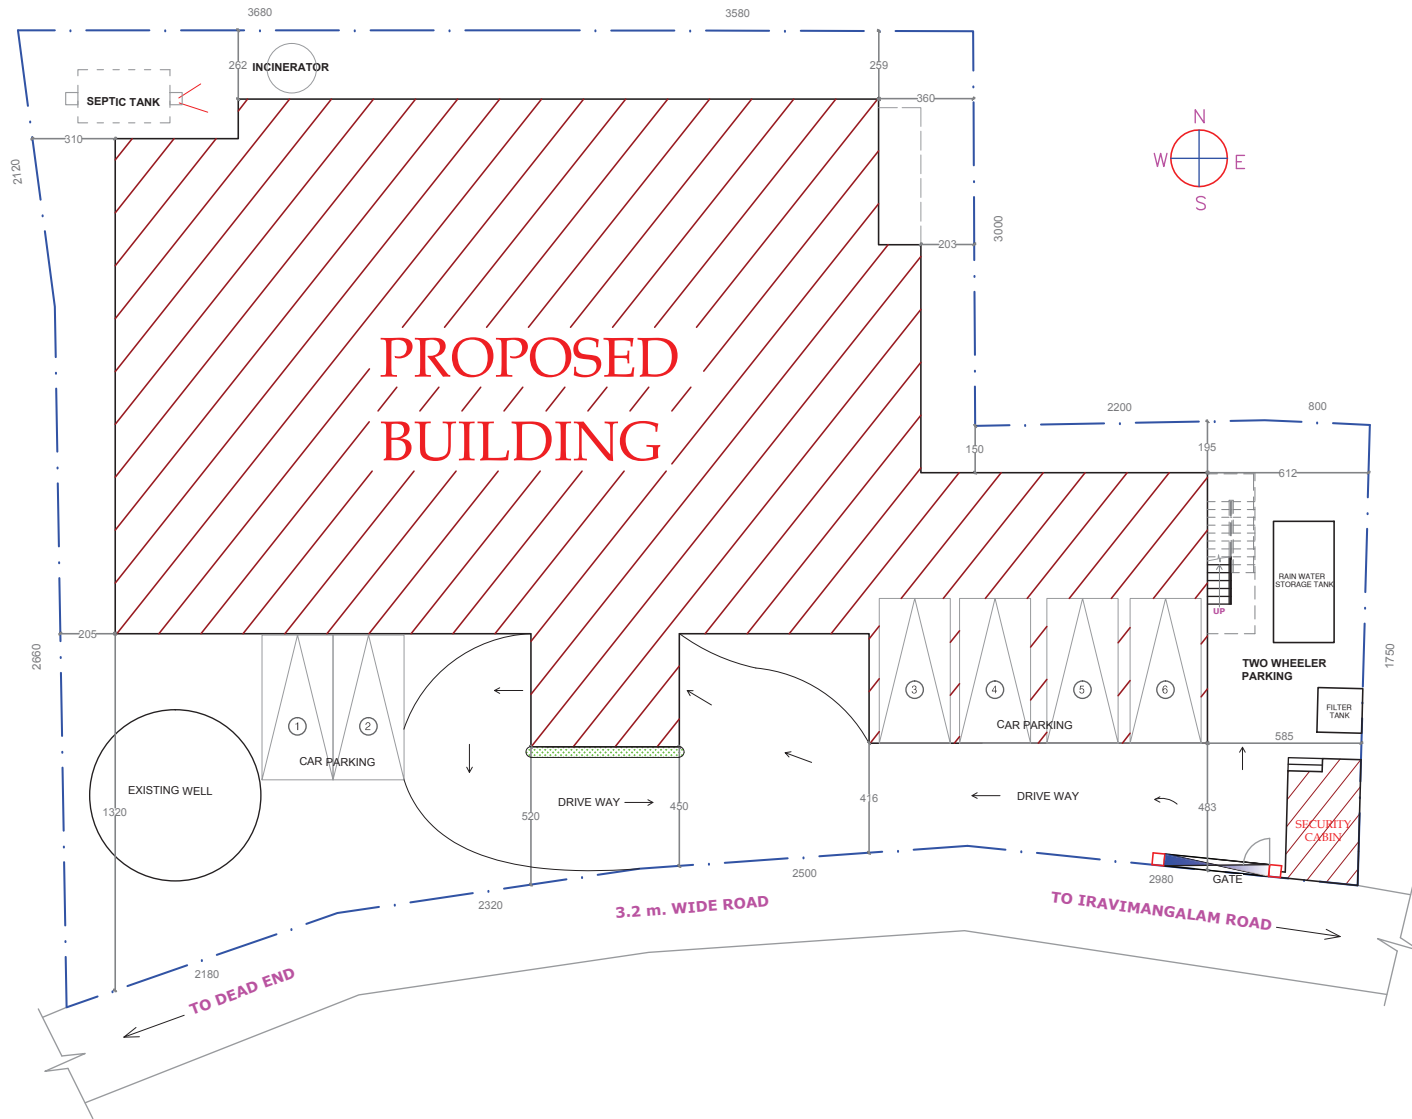 3680
3580
262
INCINERATOR
259
SEPTIC TANK
360
N
W
E
S
310
2120
3000
203
PROPOSED
BUILDING
2200
800
150
195
612
RAIN WATER
STORAGE TANK
UP
205
2660
1750
TWO WHEELER
PARKING
3
4
5
6
1
2
FILTER
TANK
CAR PARKING
585
CAR PARKING
EXISTING WELL
1320
520
DRIVE WAY
450
416
DRIVE WAY
483
SECURITY
CABIN
2500
2980
GATE
2320
3.2 m. WIDE ROAD
TO IRAVIMANGALAM ROAD
2180
TO DEAD END